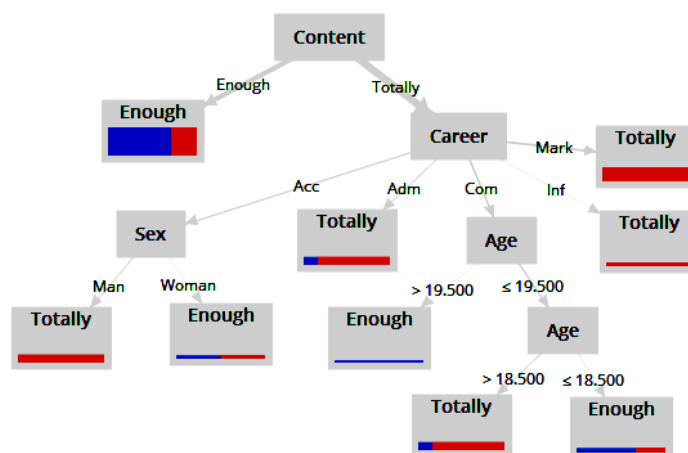 Content
Enough
Totally
Enough
Career
Totally
Mark
Acc
Adm
Com
Inf
Sex
Totally
Age
Totally
Man
Woman
> 19.500
≤ 19.500
Totally
Enough
Enough
Age
> 18.500
≤ 18.500
Totally
Enough